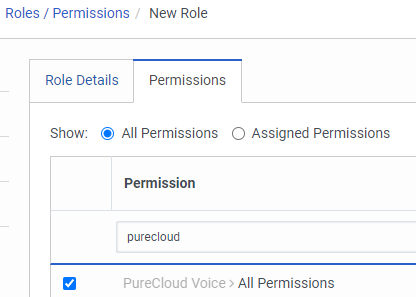 Roles / Permissions / New Role
Role Details Permissions
Show: All Permissions Assigned Permissions
Permission
purecloud
PureCloud Voice > All Permissions